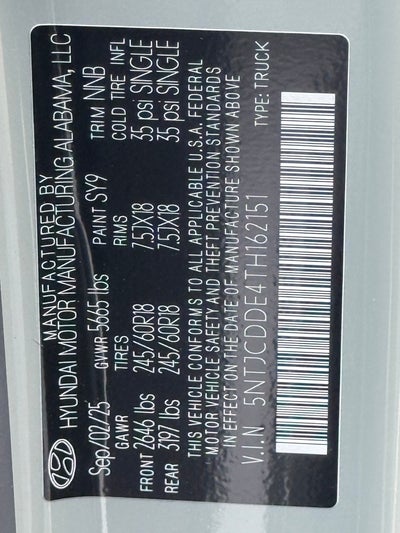 MANUFACTURED BY
HYUNDAI MOTOR MANUFACTURING ALABAMA, LLC
Sep/02/25 GVWR 5665 lbs PAINT SY9 TRIM NNB
GAWR TIRES RIMS COLD TIRE INFL
FRONT 2646 lbs 245/60R18 7.5JX18 35 psi SINGLE
REAR 3197 lbs 245/60R18 7.5JX18 35 psi SINGLE
THIS VEHICLE CONFORMS TO ALL APPLICABLE U.S.A. FEDERAL
MOTOR VEHICLE SAFETY AND THEFT PREVENTION STANDARDS
IN EFFECT ON THE DATE OF MANUFACTURE SHOWN ABOVE
V.I.N 5NTJCDDE4TH162151 TYPE: TRUCK